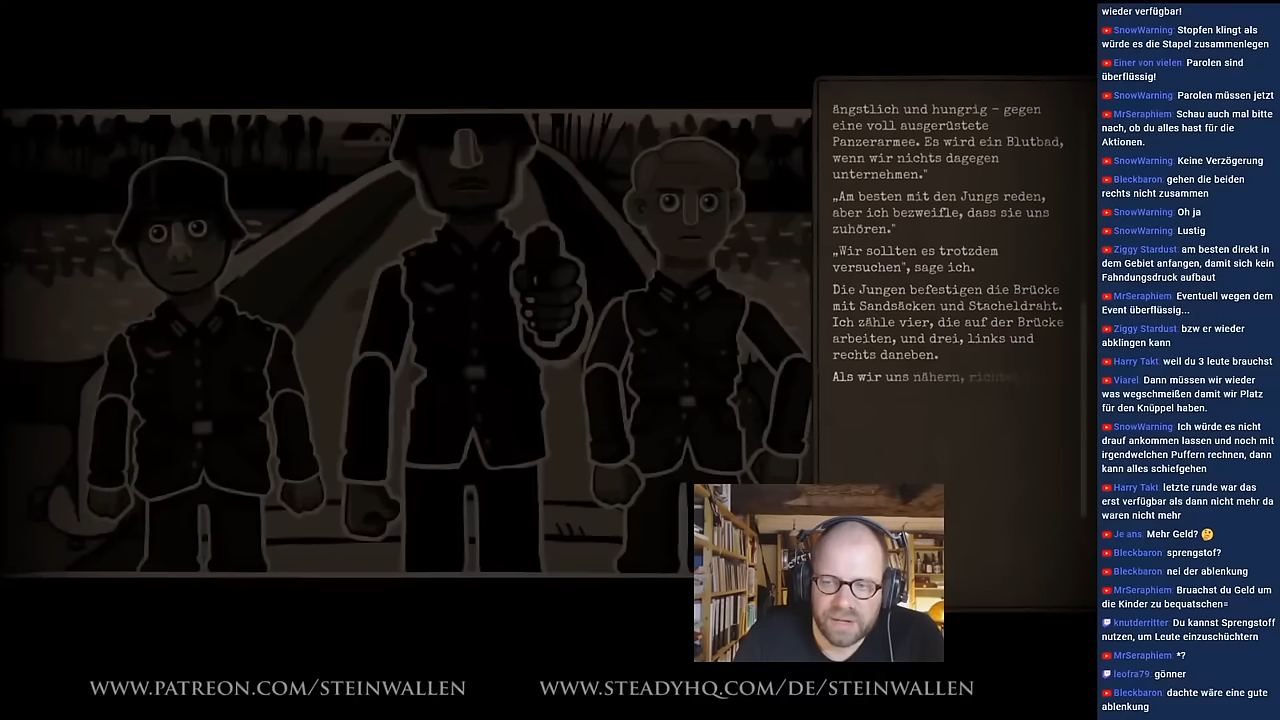 ängstlich und hungrig – gegen
eine voll ausgerüstete
Panzerarmee. Es wird ein Blutbad,
wenn wir nichts dagegen
unternehmen."
„Am besten mit den Jungs reden,
aber ich bezweifle, dass sie uns
zuhören."
„Wir sollten es trotzdem
versuchen", sage ich.
Die Jungen befestigen die Brücke
mit Sandsäcken und Stacheldraht.
Ich zähle vier, die auf der Brücke
arbeiten, und drei, links und
rechts daneben.
Als wir uns nähern, richte
WWW.PATREON.COM/STEINWALLEN
WWW.STEADYHQ.COM/DE/STEINWALLEN
wieder verfügbar!
SnowWarning: Stopfen klingt als
würde es die Stapel zusammenlegen
Einer von vielen: Parolen sind
überflüssig!
SnowWarning: Parolen müssen jetzt
MrSeraphiem: Schau auch mal bitte
nach, ob du alles hast für die
Aktionen.
SnowWarning: Keine Verzögerung
Bleckbaron: gehen die beiden
rechts nicht zusammen
SnowWarning: Oh ja
SnowWarning: Lustig
Ziggy Stardust: am besten direkt in
dem Gebiet anfangen, damit sich kein
Fahndungsdruck aufbaut
MrSeraphiem: Eventuell wegen dem
Event überflüssig...
Ziggy Stardust: bzw er wieder
abklingen kann
Harry Takt: weil du 3 leute brauchst
Viarel: Dann müssen wir wieder
was wegschmeißen damit wir Platz
für den Knüppel haben.
SnowWarning: Ich würde es nicht
drauf ankommen lassen und noch mit
irgendwelchen Puffern rechnen, dann
kann alles schiefgehen
Harry Takt: letzte runde war das
erst verfügbar als dann nicht mehr da
waren nicht mehr
Je ans: Mehr Geld? 🤔
Bleckbaron: sprengstof?
Bleckbaron: nei der ablenkung
MrSeraphiem: Bruachst du Geld um
die Kinder zu bequatschen=
knutderritter: Du kannst Sprengstoff
nutzen, um Leute einzuschüchtern
MrSeraphiem: *?
leofra79: gönner
Bleckbaron: dachte wäre eine gute
ablenkung